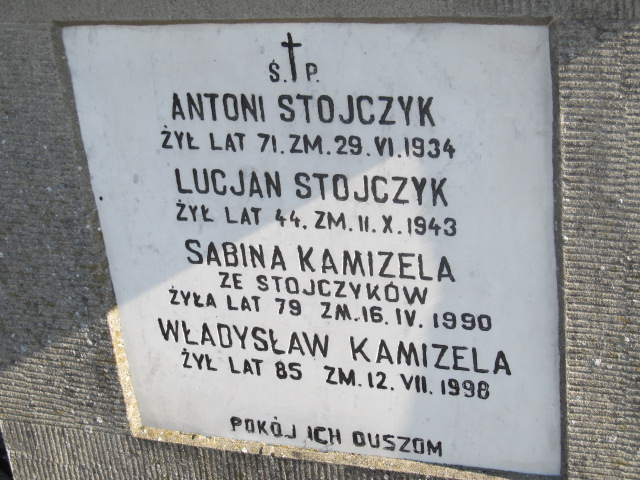 Ś. P.
ANTONI STOJCZYK
ŻYŁ LAT 71. ZM. 29. VI. 1934
LUCJAN STOJCZYK
ŻYŁ LAT 44. ZM. 11. X. 1943
SABINA KAMIZELA
ZE STOJCZYKÓW
ŻYŁA LAT 79 ZM. 16. IV. 1990
WŁADYSŁAW KAMIZELA
ŻYŁ LAT 85 ZM. 12. VII. 1998
POKÓJ ICH DUSZOM